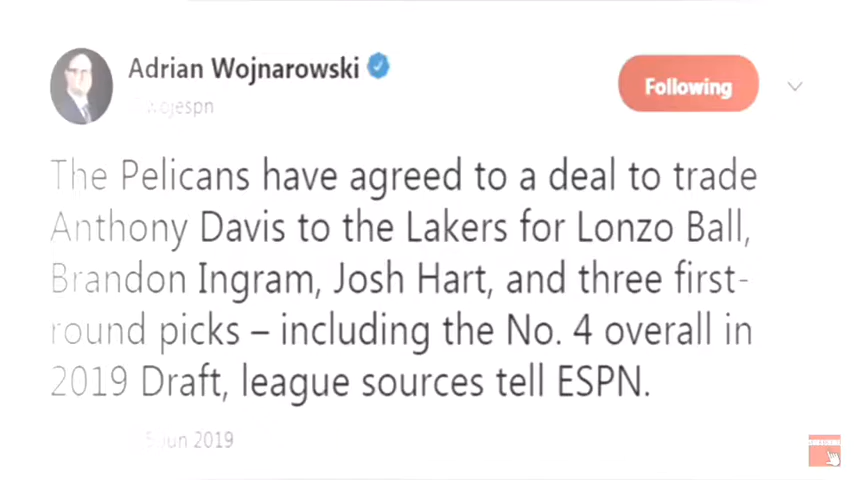 Adrian Wojnarowski
Following
The Pelicans have agreed to a deal to trade
Anthony Davis to the Lakers for Lonzo Ball,
Brandon Ingram, Josh Hart, and three first-
round picks – including the No. 4 overall in
2019 Draft, league sources tell ESPN.
Jun 2019